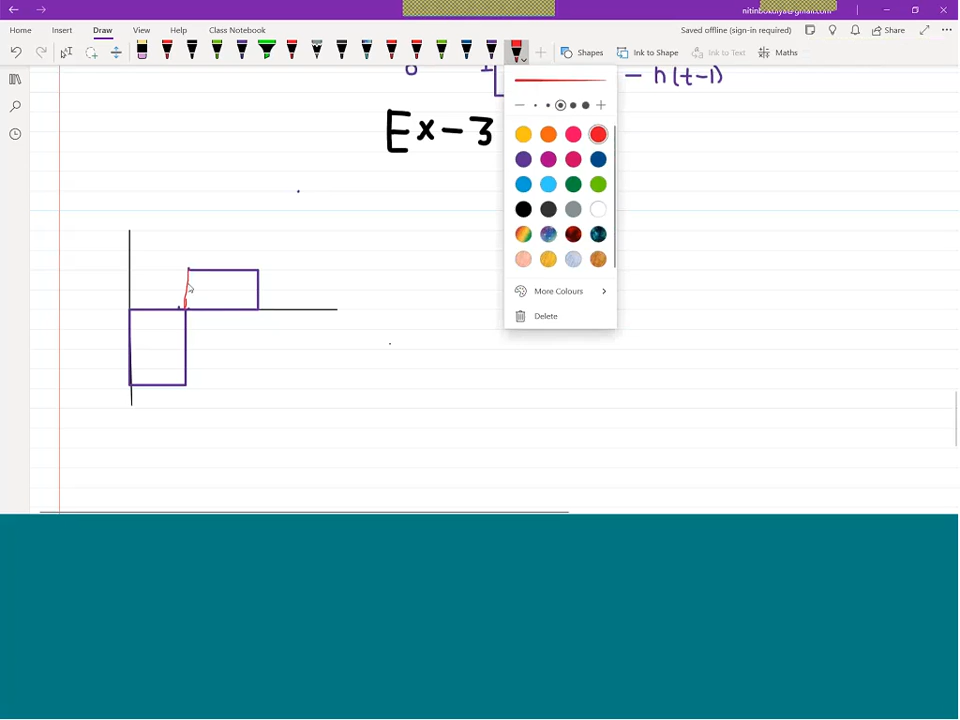 Home Insert Draw View Help Class Notebook
Saved offline (sign-in required) Share
Shapes Ink to Shape Ink to Text Maths
- h(t-1)
Ex-3
More Colours
Delete